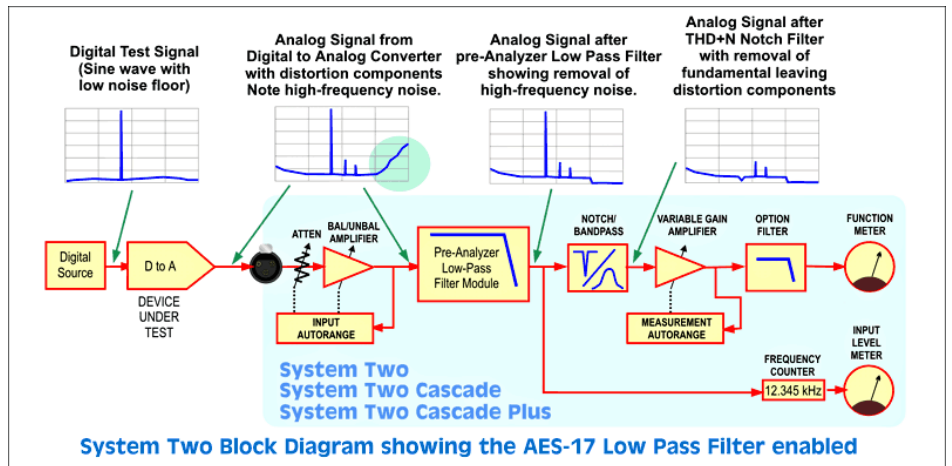 Digital Test Signal
(Sine wave with
low noise floor)
Analog Signal from
Digital to Analog Converter
with distortion components
Note high-frequency noise.
Analog Signal after
pre-Analyzer Low Pass Filter
showing removal of
high-frequency noise.
Analog Signal after
THD+N Notch Filter
with removal of
fundamental leaving
distortion components
Digital
Source
D to A
DEVICE
UNDER
TEST
ATTEN
BAL/UNBAL
AMPLIFIER
INPUT AUTORANGE
Pre-Analyzer
Low-Pass
Filter Module
NOTCH/
BANDPASS
VARIABLE GAIN
AMPLIFIER
MEASUREMENT AUTORANGE
OPTION
FILTER
FUNCTION
METER
FREQUENCY
COUNTER
12.345 kHz
INPUT
LEVEL
METER
System Two
System Two Cascade
System Two Cascade Plus
System Two Block Diagram showing the AES-17 Low Pass Filter enabled